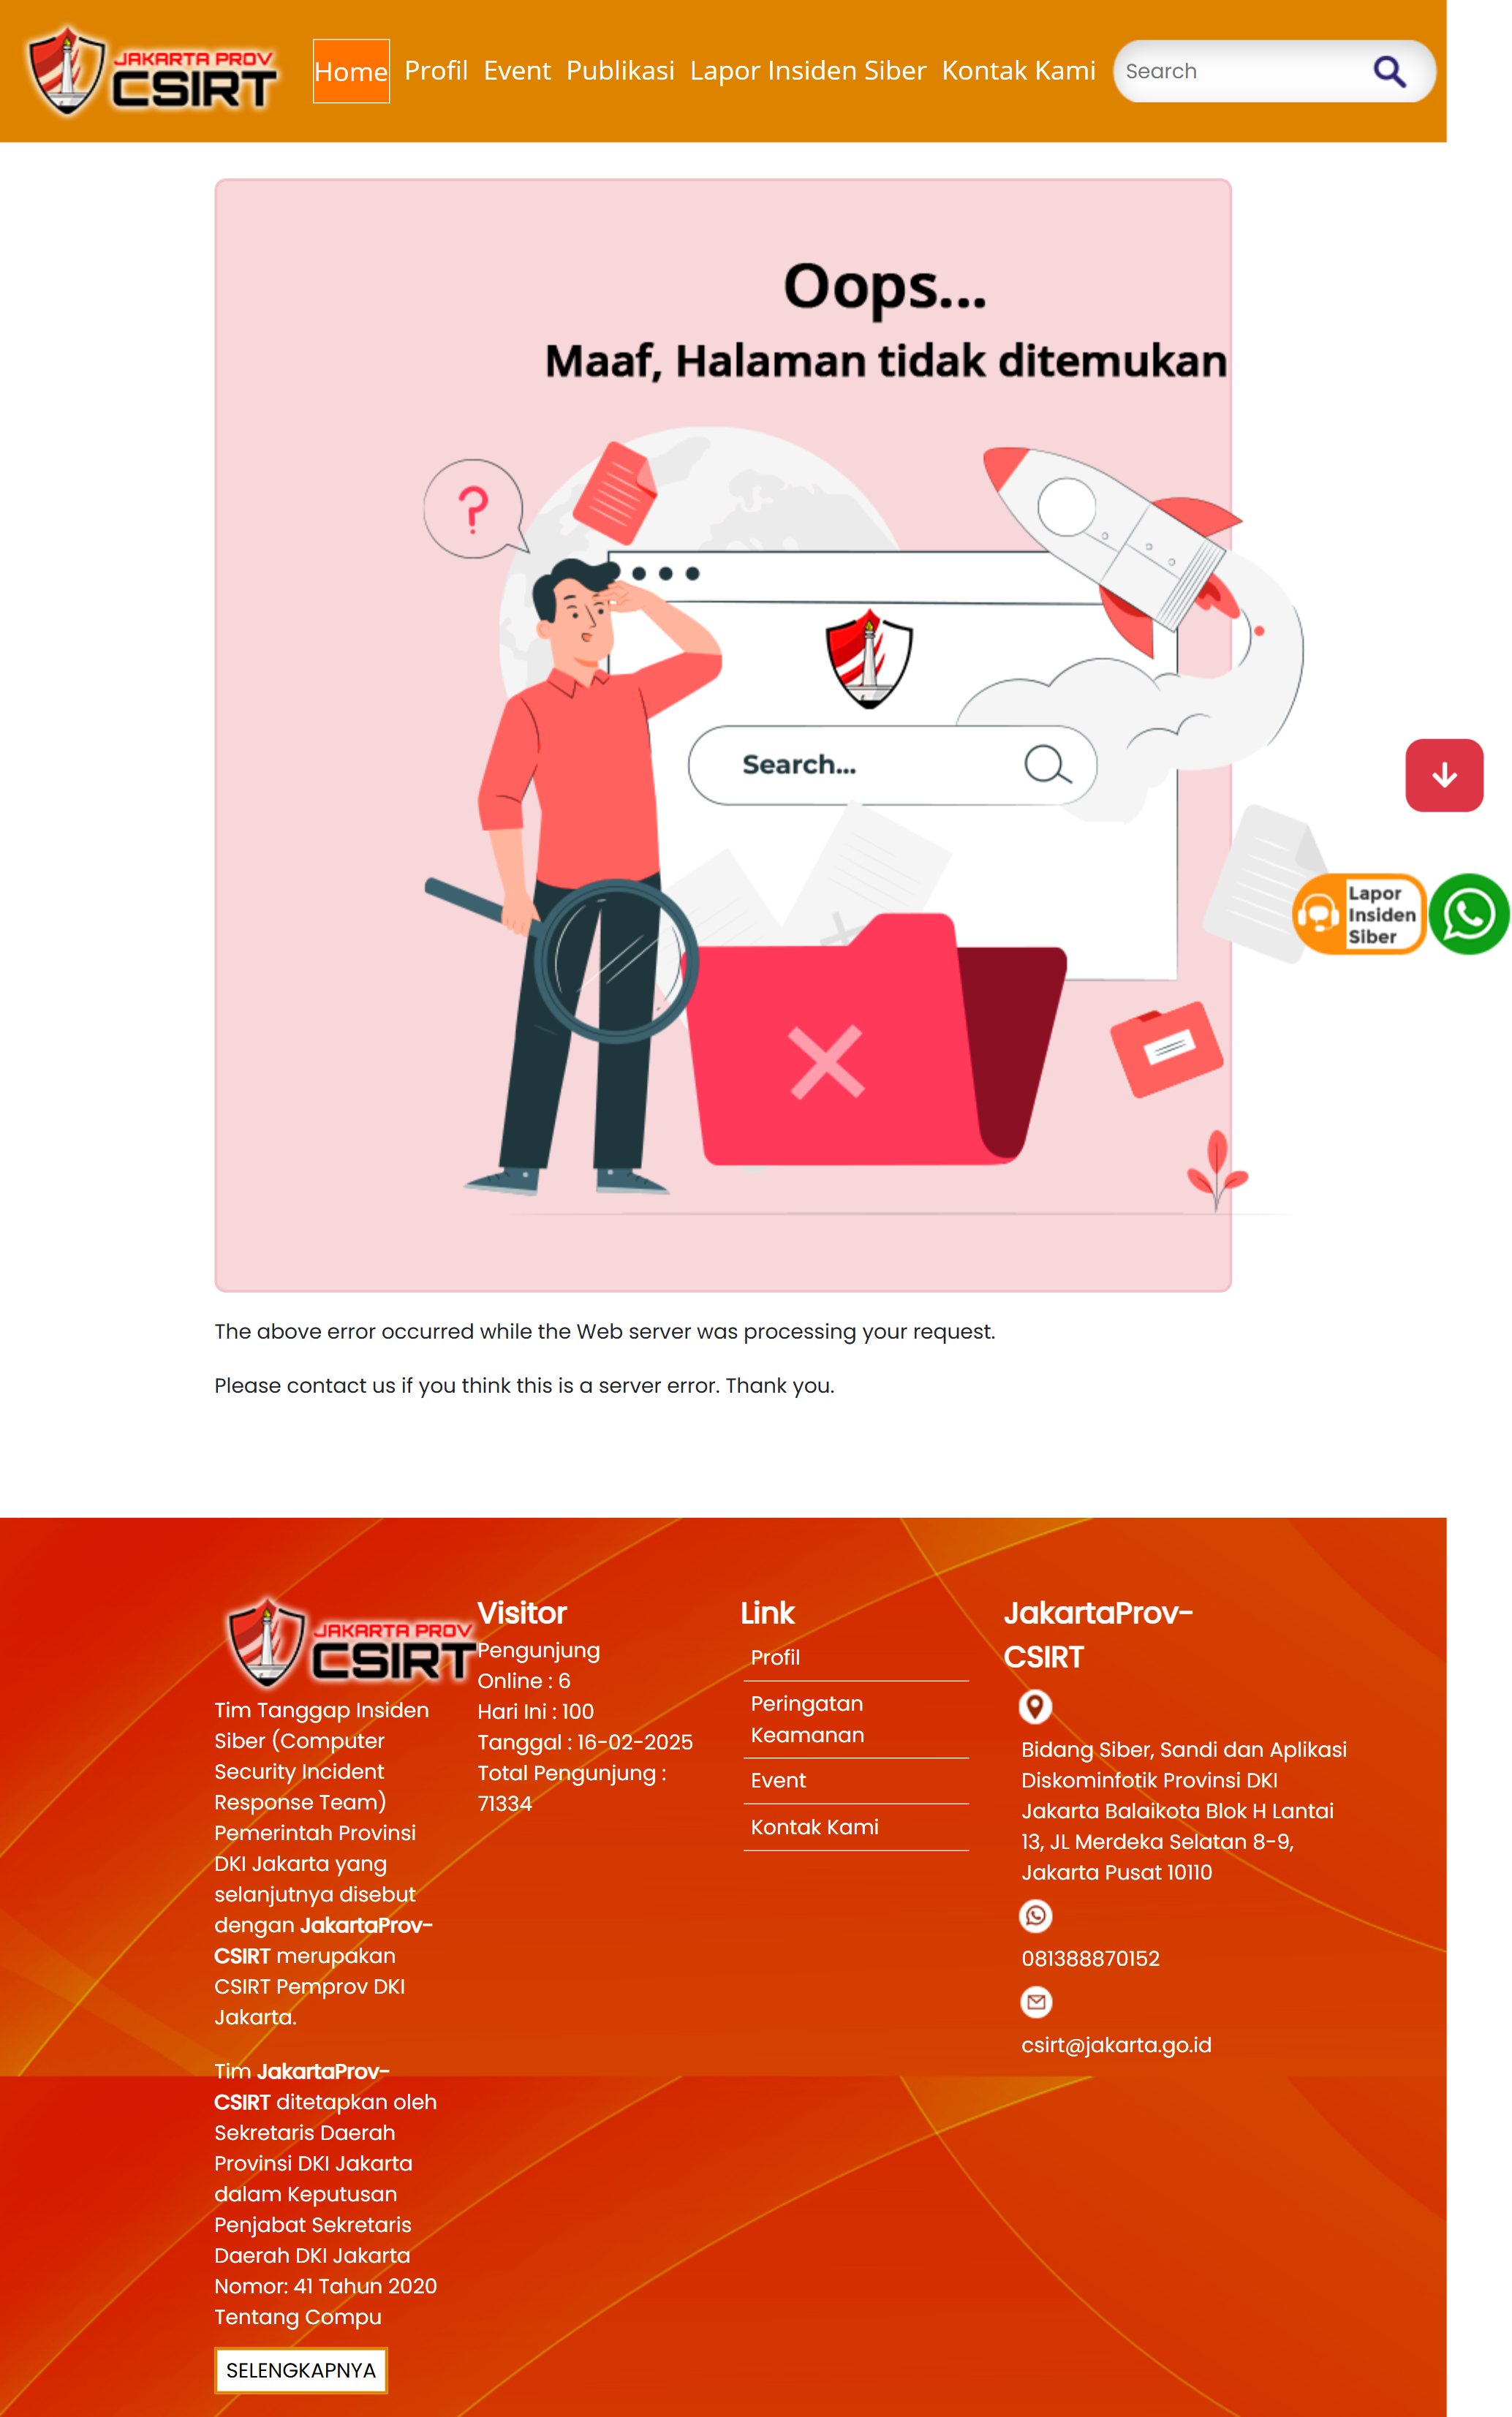 JAKARTA PROV
CSIRT
Home
Profil
Event
Publikasi
Lapor Insiden Siber
Kontak Kami
Search
Oops...
Maaf, Halaman tidak ditemukan
?
Search...
Lapor
Insiden
Siber
The above error occurred while the Web server was processing your request.
Please contact us if you think this is a server error. Thank you.
JAKARTA PROV
CSIRT
Tim Tanggap Insiden
Siber (Computer
Security Incident
Response Team)
Pemerintah Provinsi
DKI Jakarta yang
selanjutnya disebut
dengan JakartaProv-
CSIRT merupakan
CSIRT Pemprov DKI
Jakarta.
Tim JakartaProv-
CSIRT ditetapkan oleh
Sekretaris Daerah
Provinsi DKI Jakarta
dalam Keputusan
Penjabat Sekretaris
Daerah DKI Jakarta
Nomor: 41 Tahun 2020
Tentang Compu
SELENGKAPNYA
Visitor
Pengunjung
Online : 6
Hari Ini : 100
Tanggal : 16-02-2025
Total Pengunjung :
71334
Link
Profil
Peringatan
Keamanan
Event
Kontak Kami
JakartaProv-
CSIRT
Bidang Siber, Sandi dan Aplikasi
Diskominfotik Provinsi DKI
Jakarta Balaikota Blok H Lantai
13, JL Merdeka Selatan 8-9,
Jakarta Pusat 10110
081388870152
csirt@jakarta.go.id